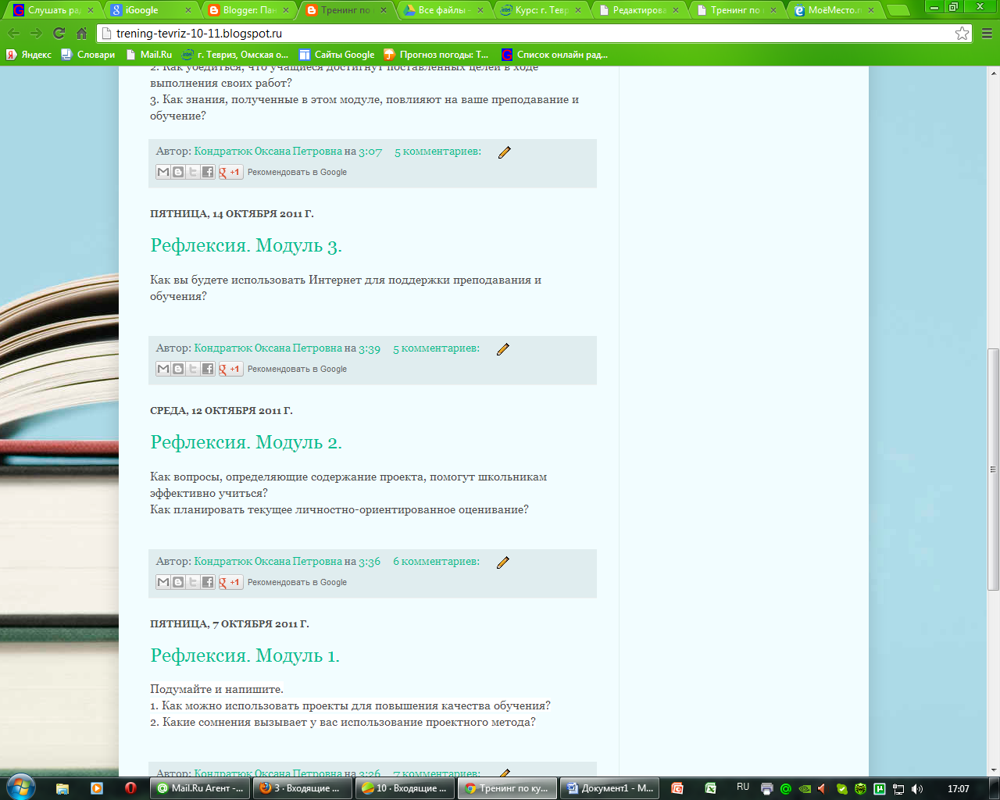 Слушать рад
iGoogle
Blogger: Пан
Тренинг по
Все файлы
Курс: г. Тевр
Редактирова
Тренинг по
МоёМесто.r
trening-tevriz-10-11.blogspot.ru
Яндекс
Словари
Mail.Ru
г. Тевриз, Омская о...
Сайты Google
Прогноз погоды: Т...
Список онлайн рад...
2. Как убедиться, что учащиеся достигнут поставленных целей в ходе
выполнения своих работ?
3. Как знания, полученные в этом модуле, повлияют на ваше преподавание и
обучение?
Автор: Кондратюк Оксана Петровна на 3:07 5 комментариев:
g +1 Рекомендовать в Google
ПЯТНИЦА, 14 ОКТЯБРЯ 2011 Г.
Рефлексия. Модуль 3.
Как вы будете использовать Интернет для поддержки преподавания и
обучения?
Автор: Кондратюк Оксана Петровна на 3:39 5 комментариев:
g +1 Рекомендовать в Google
СРЕДА, 12 ОКТЯБРЯ 2011 Г.
Рефлексия. Модуль 2.
Как вопросы, определяющие содержание проекта, помогут школьникам
эффективно учиться?
Как планировать текущее личностно-ориентированное оценивание?
Автор: Кондратюк Оксана Петровна на 3:36 6 комментариев:
g +1 Рекомендовать в Google
ПЯТНИЦА, 7 ОКТЯБРЯ 2011 Г.
Рефлексия. Модуль 1.
Подумайте и напишите.
1. Как можно использовать проекты для повышения качества обучения?
2. Какие сомнения вызывает у вас использование проектного метода?
Автор: Кондратюк Оксана Петровна на 3:26 7 комментариев:
Mail.Ru Агент -...
3 · Входящие ...
10 · Входящие ...
Тренинг по ку...
Документ1 - М...
RU
17:07